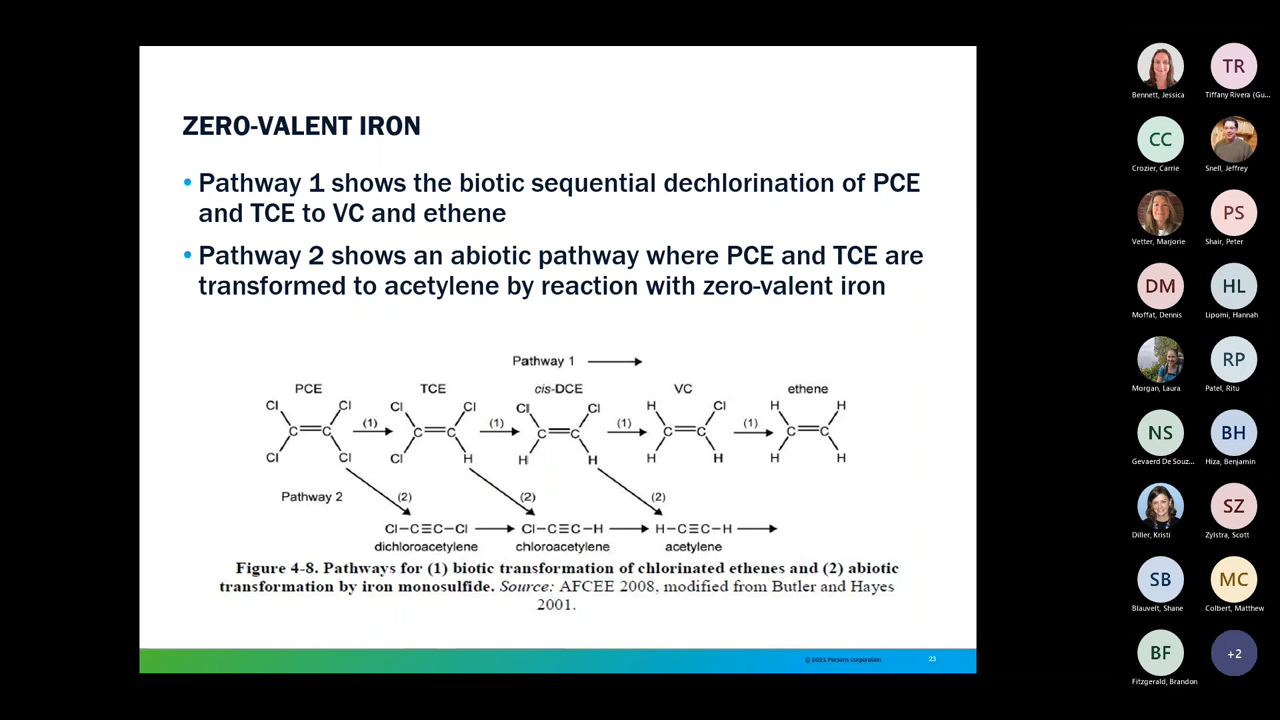 ZERO-VALENT IRON
• Pathway 1 shows the biotic sequential dechlorination of PCE
and TCE to VC and ethene
• Pathway 2 shows an abiotic pathway where PCE and TCE are
transformed to acetylene by reaction with zero-valent iron
Pathway 1
PCE TCE cis-DCE VC ethene
Cl Cl Cl Cl Cl Cl H Cl H H
(1) (1) (1) (1)
C C C C C C C C C C
Cl Cl Cl H H H H H H H
Pathway 2 (2) (2) (2)
Cl–C≡C–Cl Cl–C≡C–H H–C≡C–H
dichloroacetylene chloroacetylene acetylene
Figure 4-8. Pathways for (1) biotic transformation of chlorinated ethenes and (2) abiotic
transformation by iron monosulfide. Source: AFCEE 2008, modified from Butler and Hayes
2001.
© 2021 Parsons Corporation 23
TR
Bennett, Jessica Tiffany Rivera (Gu...
CC
Crozier, Carrie Snell, Jeffrey
PS
Vetter, Marjorie Shair, Peter
DM HL
Moffat, Dennis Lipomi, Hannah
RP
Morgan, Laura Patel, Ritu
NS BH
Gevaerd De Souz... Hiza, Benjamin
SZ
Diller, Kristi Zylstra, Scott
SB MC
Blauvelt, Shane Colbert, Matthew
BF +2
Fitzgerald, Brandon